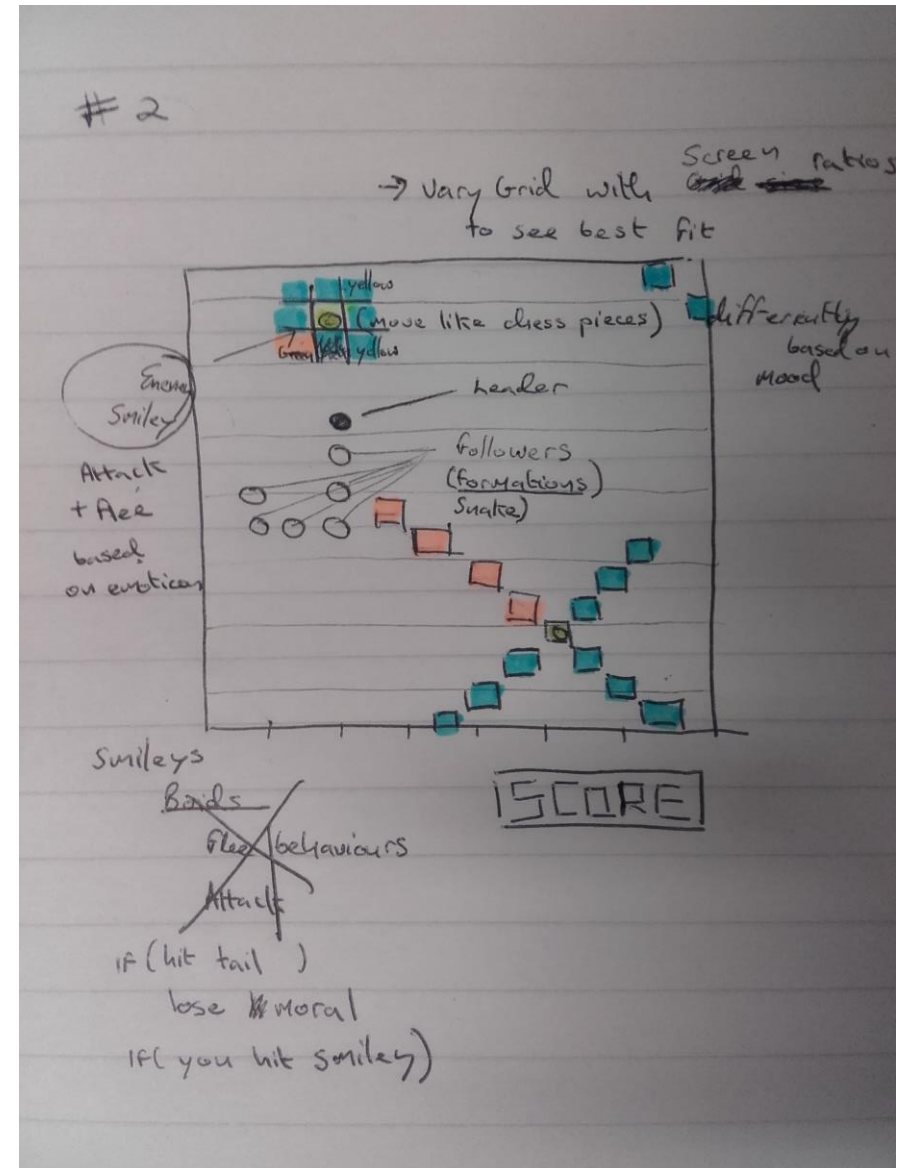 # 2
→ Vary Grid with Screen ratios
to see best fit
yellow
(Move like chess pieces) differently
based on
Mood
yellow
Enemy
Smiley
Attack
+ flee
based
on emoticon
Leader
followers
(formations)
Snake)
Smileys
Boids
Flee behaviours
Attack
SCORE
if (hit tail )
lose moral
if( you hit smiley)